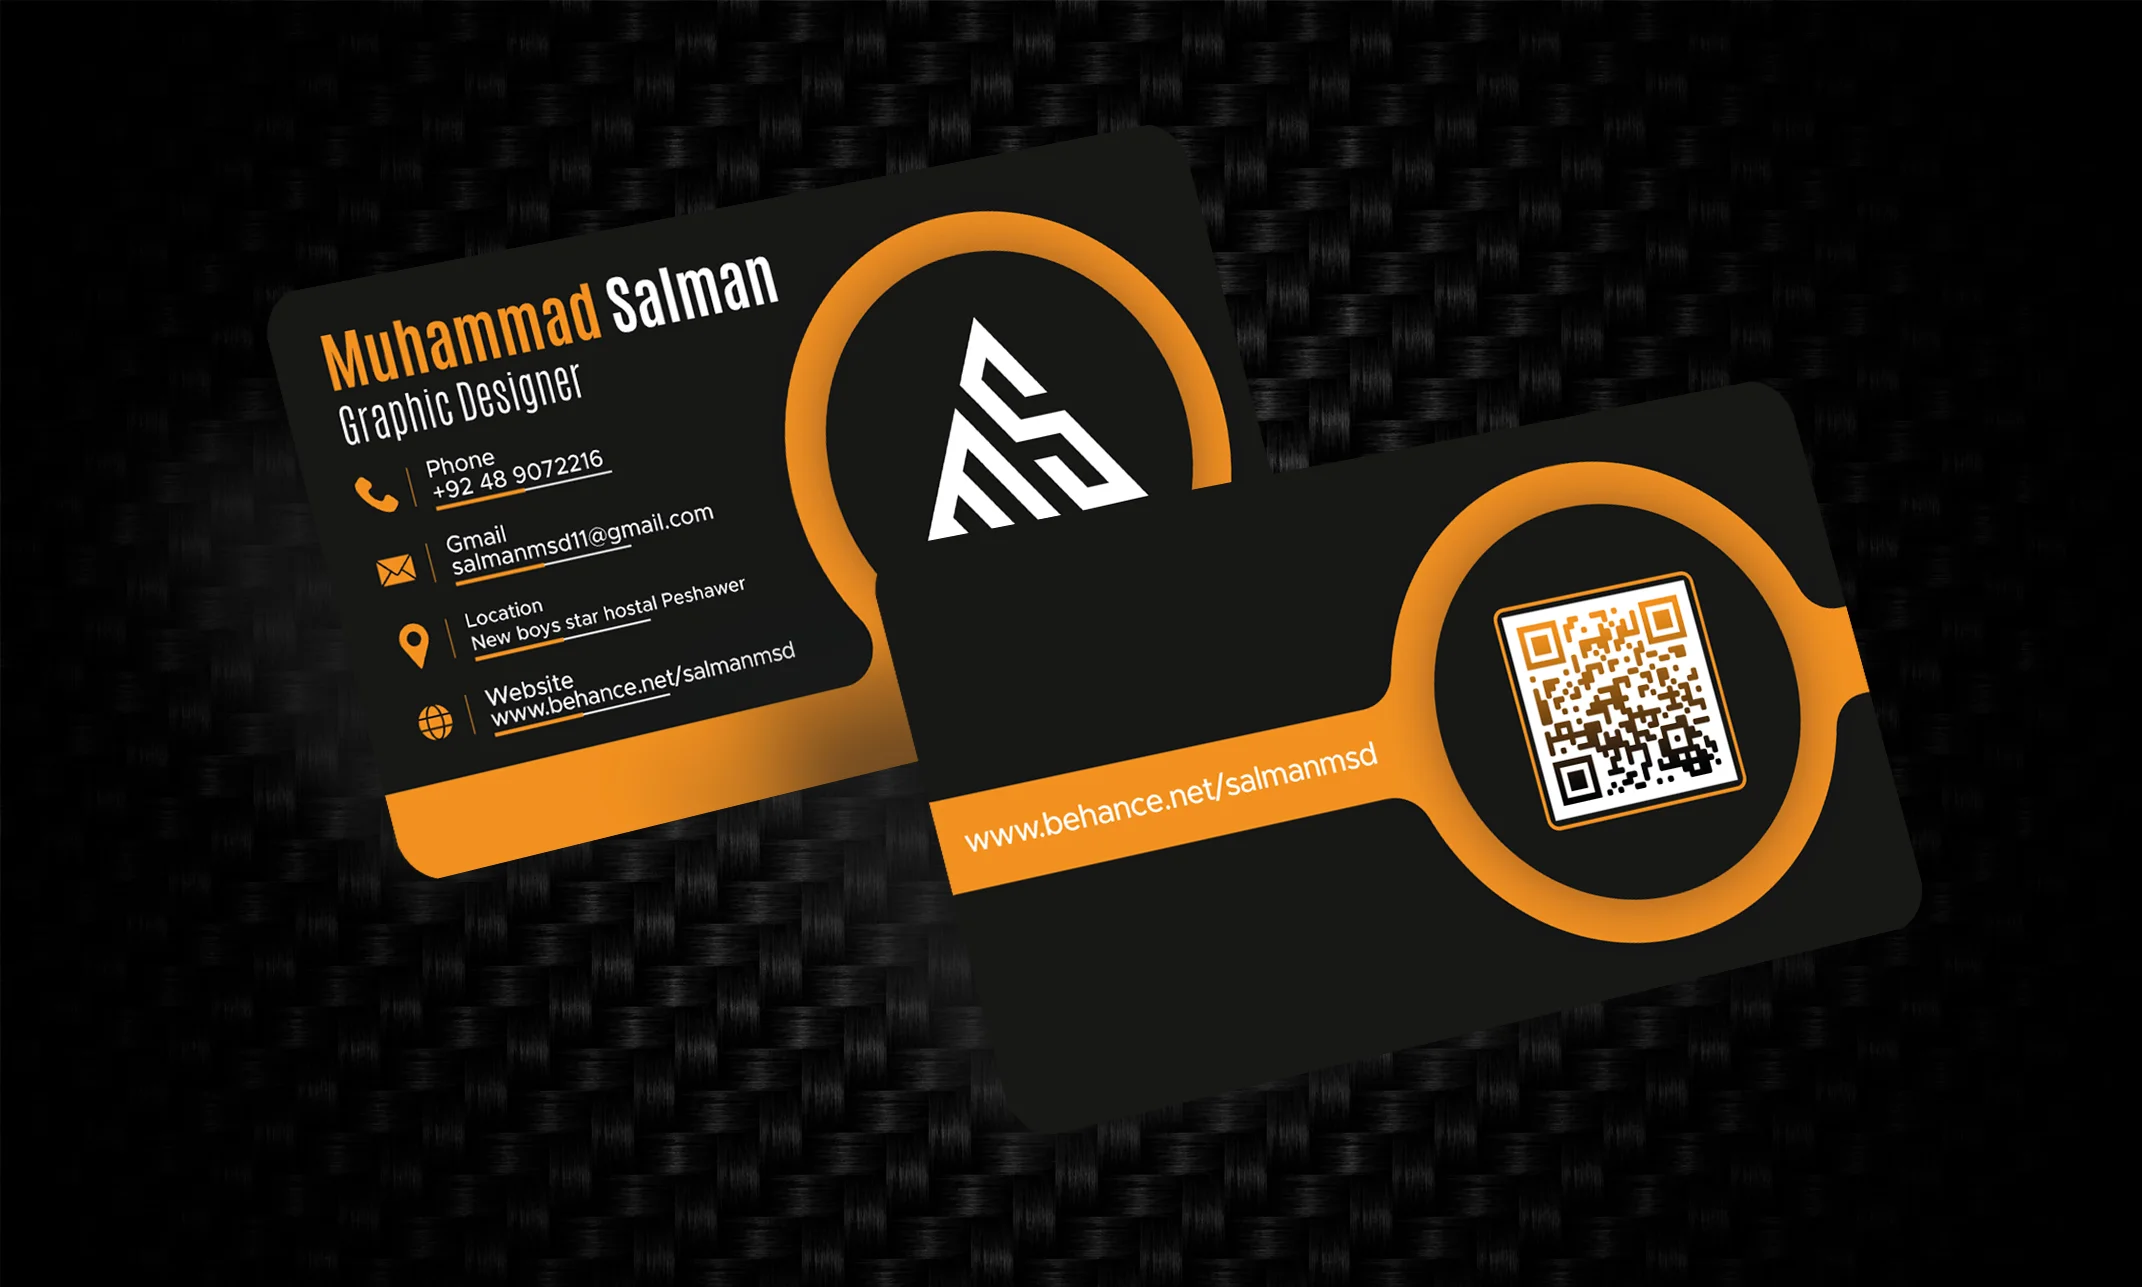 Muhammad Salman
Graphic Designer
Phone
+92 48 9072216
Gmail
salmanmsd11@gmail.com
Location
New boys star hostal Peshawer
Website
www.behance.net/salmanmsd
www.behance.net/salmanmsd